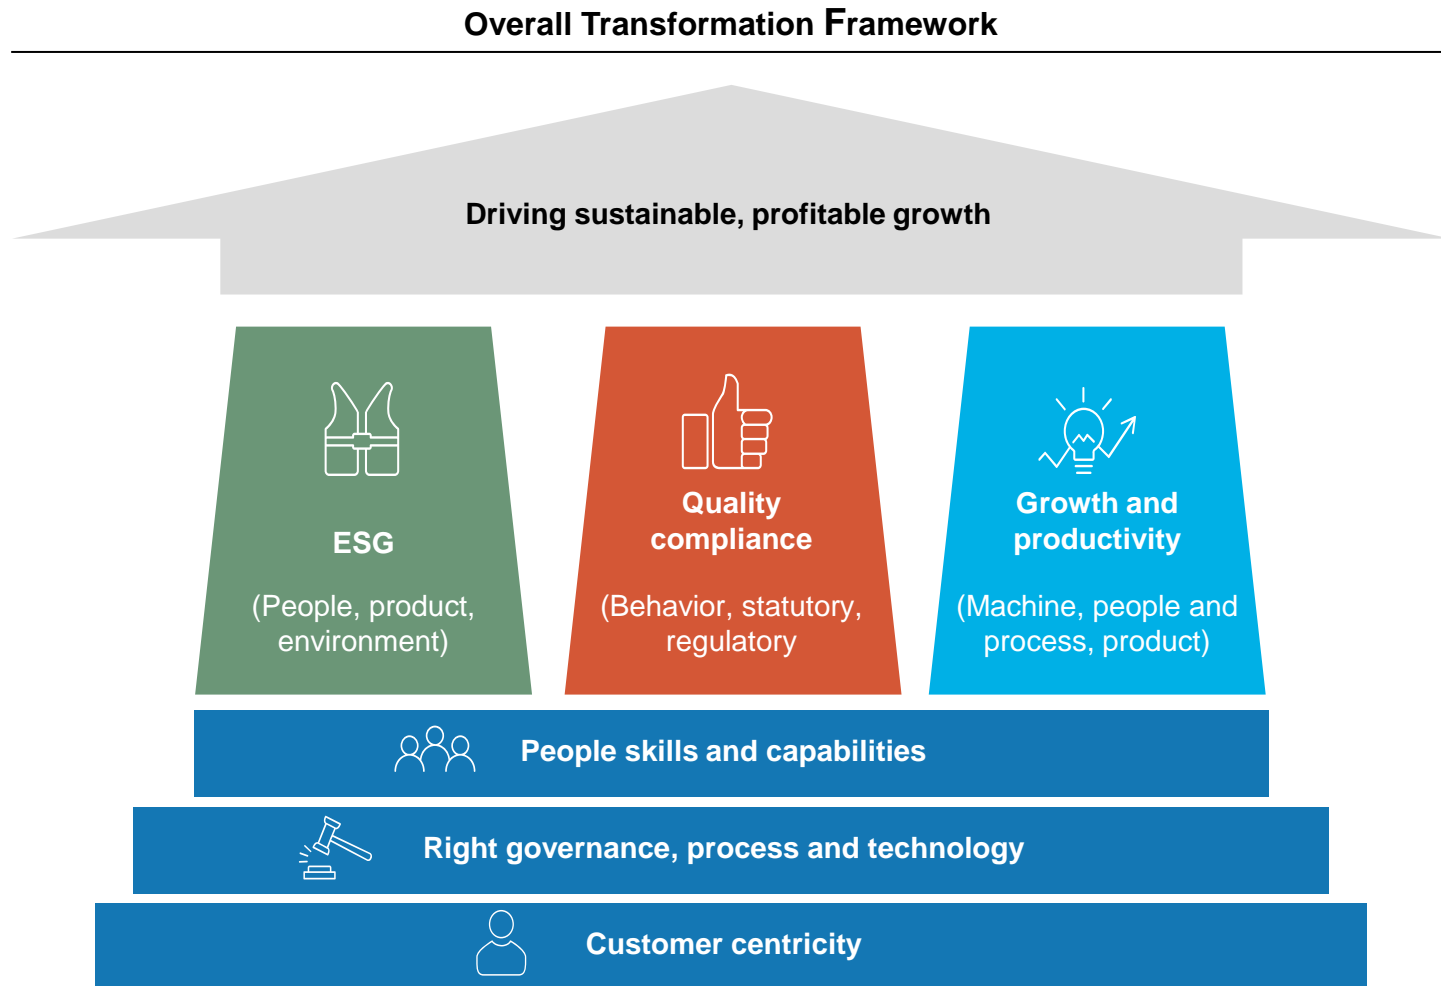 Overall Transformation Framework
Driving sustainable, profitable growth
ESG
(People, product,
environment)
Quality
compliance
(Behavior, statutory,
regulatory
Growth and
productivity
(Machine, people and
process, product)
People skills and capabilities
Right governance, process and technology
Customer centricity